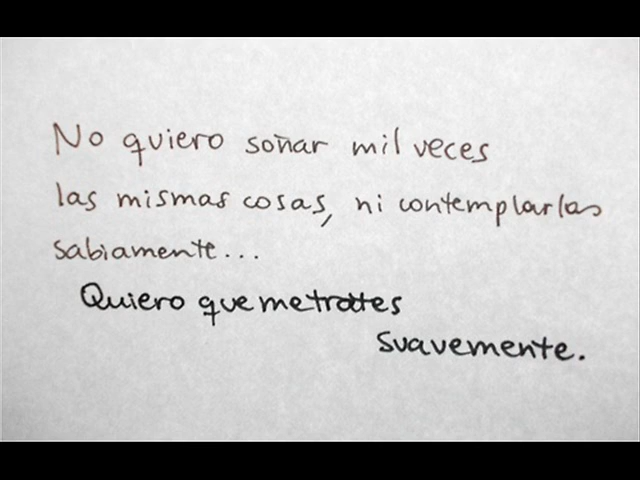 No quiero soñar mil veces
las mismas cosas, ni contemplarlas
sabiamente...
Quiero que me trates
suavemente.